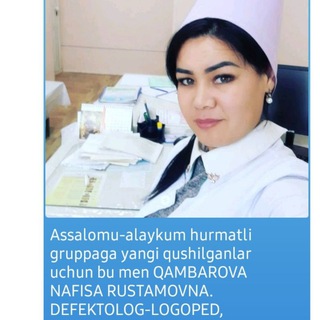 Assalomu-alaykum hurmatli
gruppaga yangi qushilganlar
uchun bu men QAMBAROVA
NAFISA RUSTAMOVNA.
DEFEKTOLOG-LOGOPED,